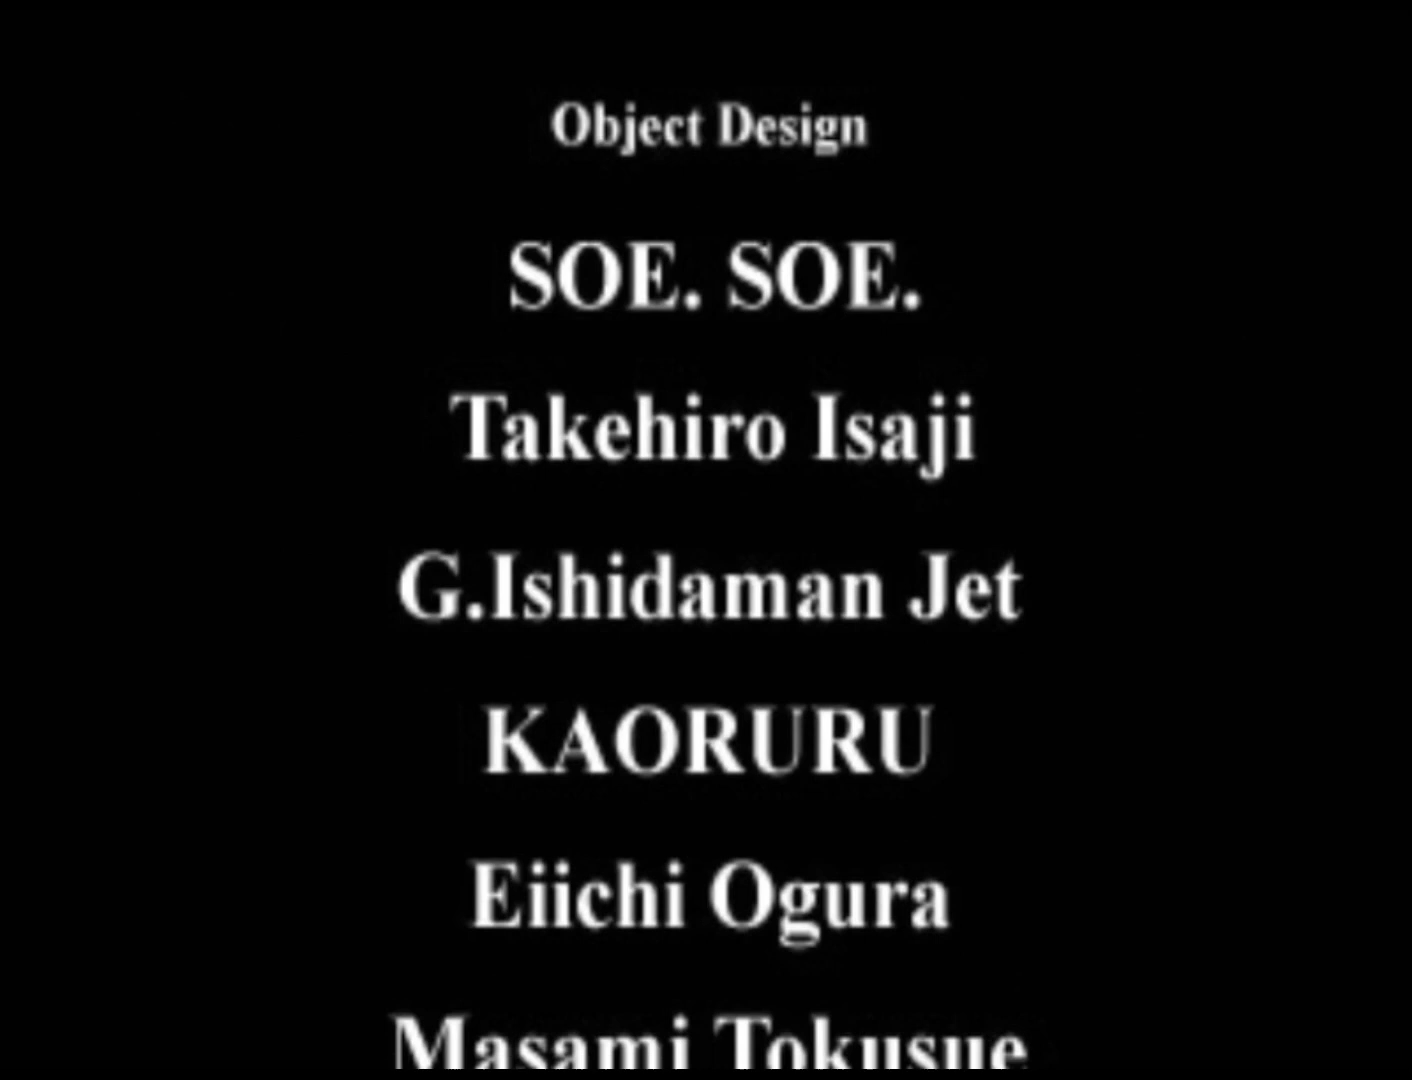 Object Design
SOE. SOE.
Takehiro Isaji
G.Ishidaman Jet
KAORURU
Eiichi Ogura
Masami Tokusue